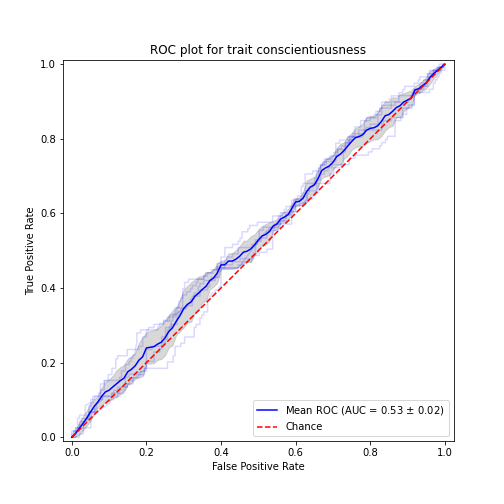 ROC plot for trait conscientiousness
True Positive Rate
1.0
0.8
0.6
0.4
0.2
0.0
Mean ROC (AUC = 0.53 ± 0.02)
Chance
0.0 0.2 0.4 0.6 0.8 1.0
False Positive Rate